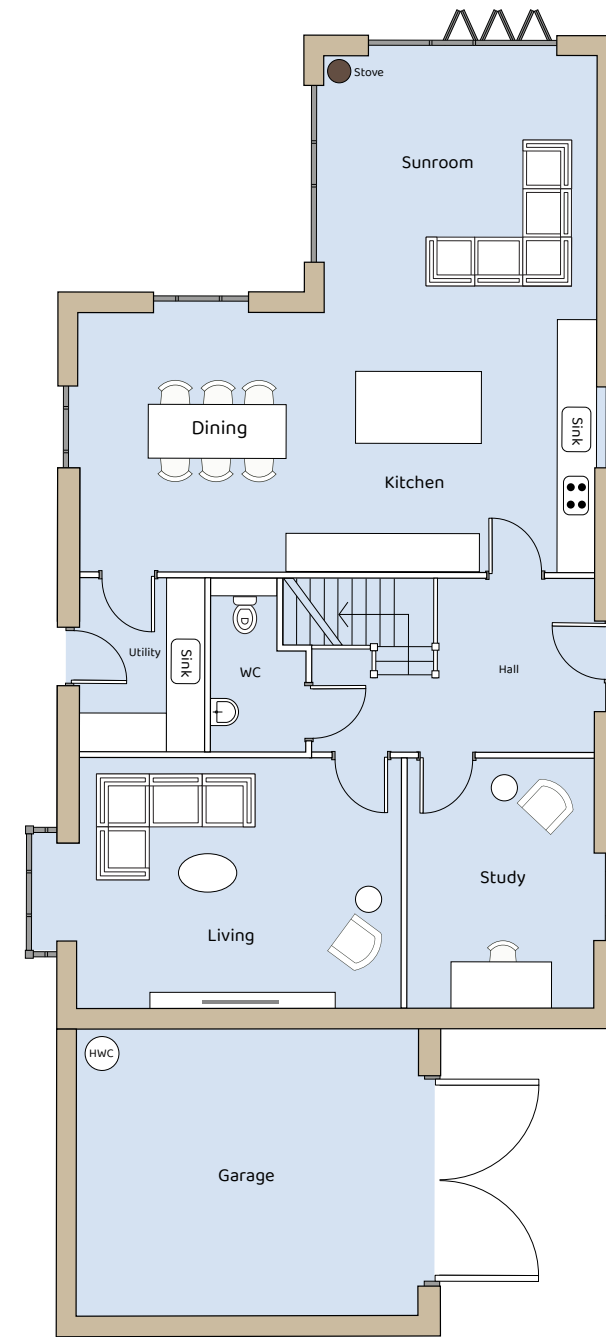 Stove
Sunroom
Dining
Sink
Kitchen
Utility
Sink
WC
Hall
Study
Living
HWC
Garage